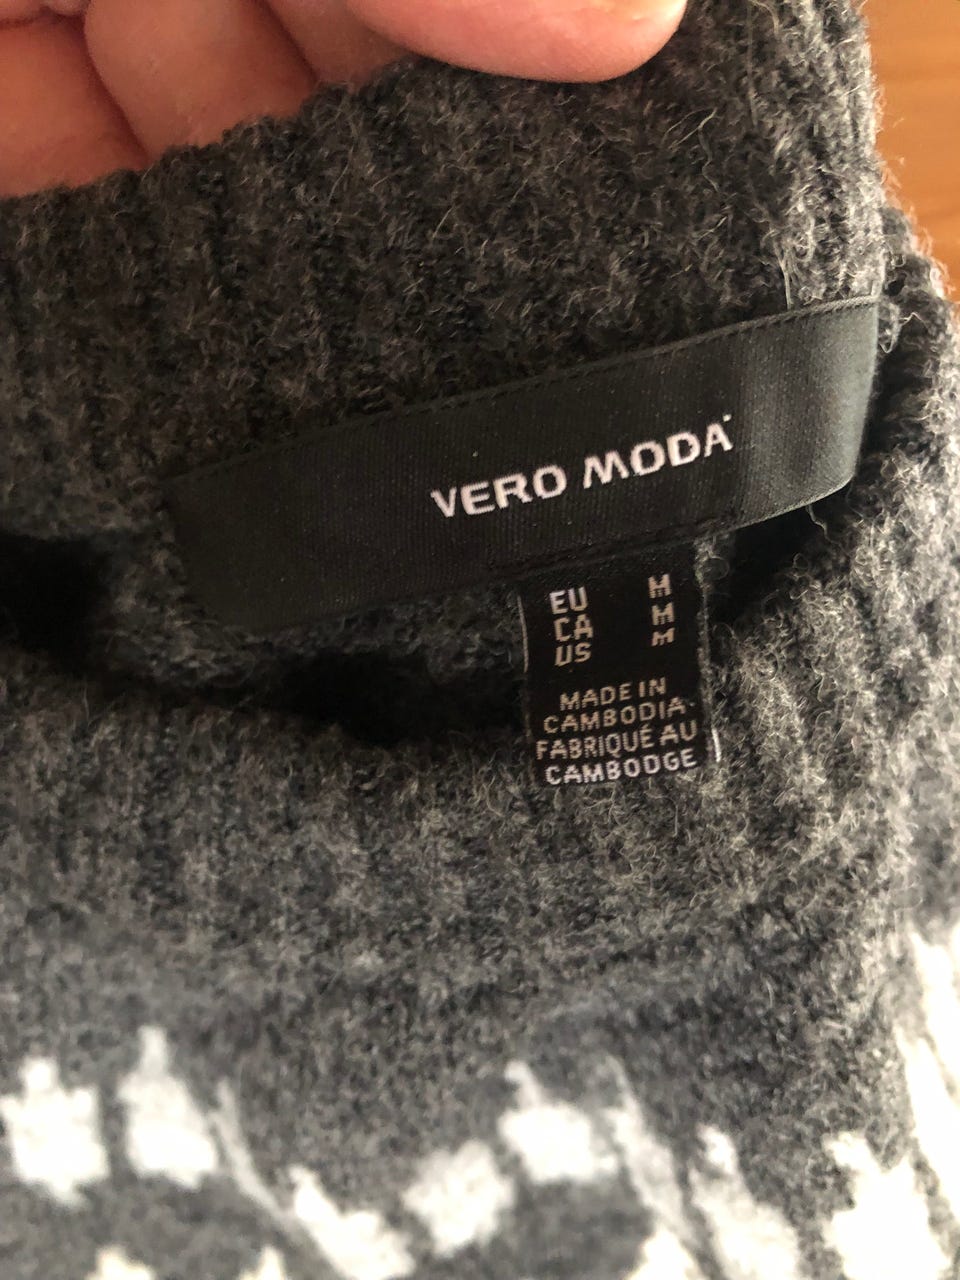 VERO MODA
EU M
CA M
US M
MADE IN
CAMBODIA
FABRIQUÉ AU
CAMBODGE